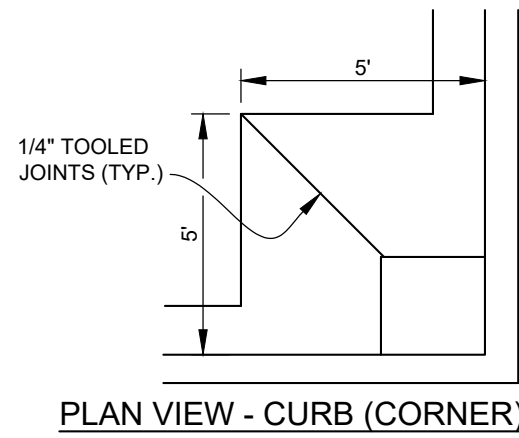 5'
1/4" TOOLED
JOINTS (TYP.)
5'
PLAN VIEW - CURB (CORNER)